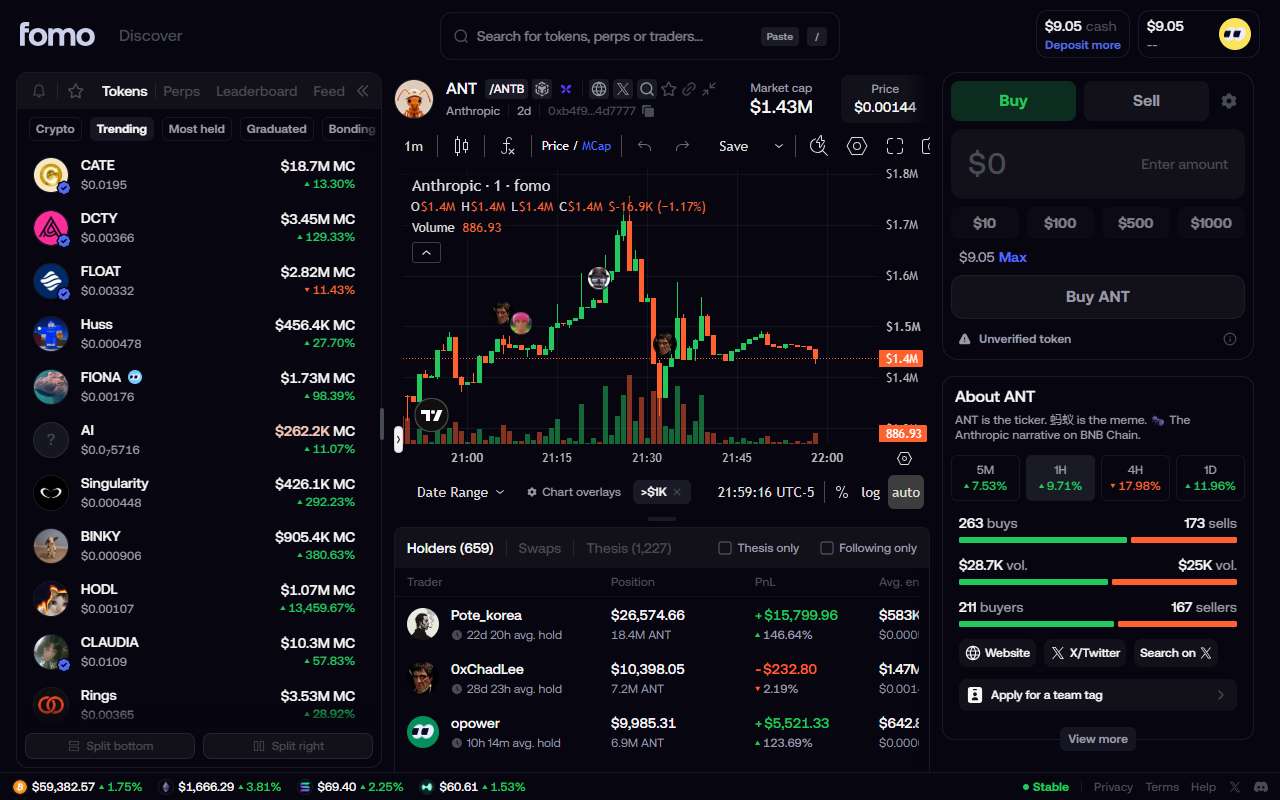 fomo
Discover
Search for tokens, perps or traders...
Paste
/
$9.05 cash
Deposit more
$9.05
--
Tokens
Perps
Leaderboard
Feed
Crypto
Trending
Most held
Graduated
Bonding
CATE
$0.0195
$18.7M MC
13.30%
DCTY
$0.00366
$3.45M MC
129.33%
FLOAT
$0.00332
$2.82M MC
11.43%
Huss
$0.000478
$456.4K MC
27.70%
FIONA
$0.00176
$1.73M MC
98.39%
?
AI
$0.0₇5716
$262.2K MC
11.07%
Singularity
$0.000448
$426.1K MC
292.23%
BINKY
$0.000906
$905.4K MC
380.63%
HODL
$0.00107
$1.07M MC
13,459.67%
CLAUDIA
$0.0109
$10.3M MC
57.83%
Rings
$0.00365
$3.53M MC
28.92%
Split bottom
Split right
ANT
/ANTB
Anthropic
2d
0xb4f9...4d7777
Market cap
$1.43M
Price
$0.00144
1m
Price / MCap
Save
Anthropic · 1 · fomo
O$1.4M H$1.4M L$1.4M C$1.4M $-16.9K (−1.17%)
Volume 886.93
$1.8M
$1.7M
$1.6M
$1.5M
$1.4M
$1.4M
886.93
21:00
21:15
21:30
21:45
22:00
Date Range
Chart overlays
>$1K
21:59:16 UTC-5
%
log
auto
Holders (659)
Swaps
Thesis (1,227)
Thesis only
Following only
Trader
Position
PnL
Avg. en
Pote_korea
22d 20h avg. hold
$26,574.66
18.4M ANT
+$15,799.96
146.64%
$583K
0xChadLee
28d 23h avg. hold
$10,398.05
7.2M ANT
-$232.80
2.19%
$1.47M
opower
10h 14m avg. hold
$9,985.31
6.9M ANT
+$5,521.33
123.69%
Buy
Sell
$0
Enter amount
$10
$100
$500
$1000
$9.05 Max
Buy ANT
Unverified token
About ANT
ANT is the ticker. 蚂蚁 is the meme. 🐜 The
Anthropic narrative on BNB Chain.
5M
7.53%
1H
9.71%
4H
17.98%
1D
11.96%
263 buys
173 sells
$28.7K vol.
$25K vol.
211 buyers
167 sellers
Website
X/Twitter
Search on X
Apply for a team tag
View more
$59,382.57 1.75%
$1,666.29 3.81%
$69.40 2.25%
$60.61 1.53%
Stable
Privacy
Terms
Help